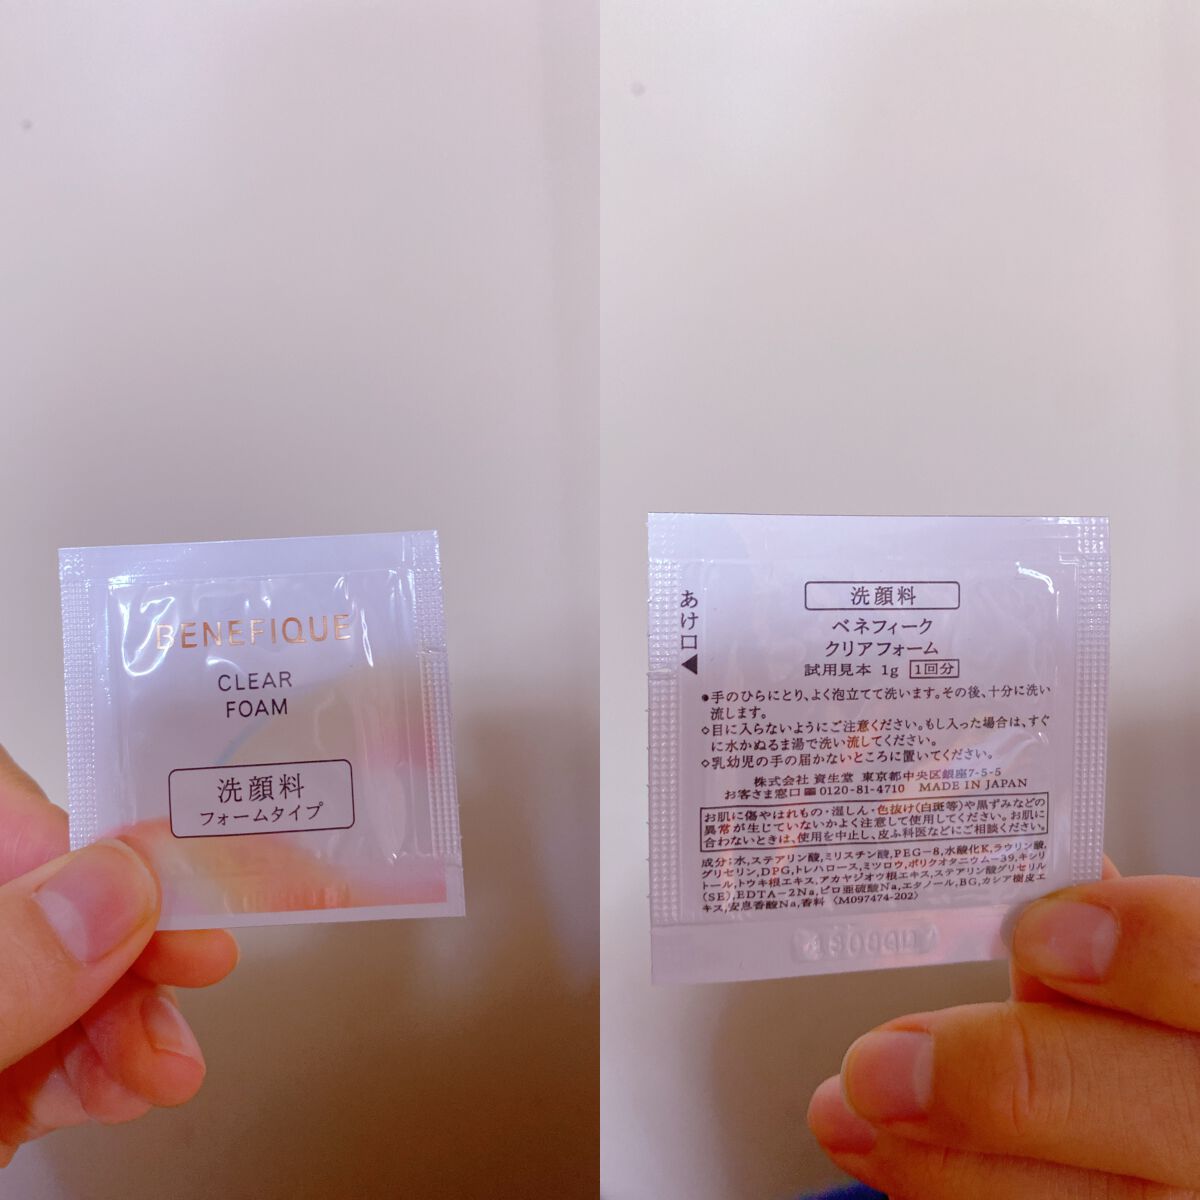 BENEFIQUE
CLEAR
FOAM
洗顔料
フォームタイプ
あけ口◀
洗顔料
ベネフィーク
クリアフォーム
試用見本 1g 1回分
●手のひらにとり、よく泡立てて洗います。その後、十分に洗い
流します。
◇目に入らないようにご注意ください。もし入った場合は、すぐ
に水かぬるま湯で洗い流してください。
◇乳幼児の手の届かないところに置いてください。
株式会社 資生堂 東京都中央区銀座7-5-5
お客さま窓口 0120-81-4710 MADE IN JAPAN
お肌に傷やはれもの・湿しん・色抜け(白斑等)や黒ずみなどの
異常が生じていないかよく注意して使用してください。お肌に
合わないときは、使用を中止し、皮ふ科医などにご相談ください。
成分:水,ステアリン酸,ミリスチン酸,PEG-8,水酸化K,ラウリン酸,
グリセリン,DPG,トレハロース,ミツロウ,ポリクオタニウム-39,キシリ
トール,トウキ根エキス,アカヤジオウ根エキス,ステアリン酸グリセリル
(SE),EDTA-2Na,ピロ亜硫酸Na,エタノール,BG,カシア樹皮エ
キス,安息香酸Na,香料 〈M097474-202〉